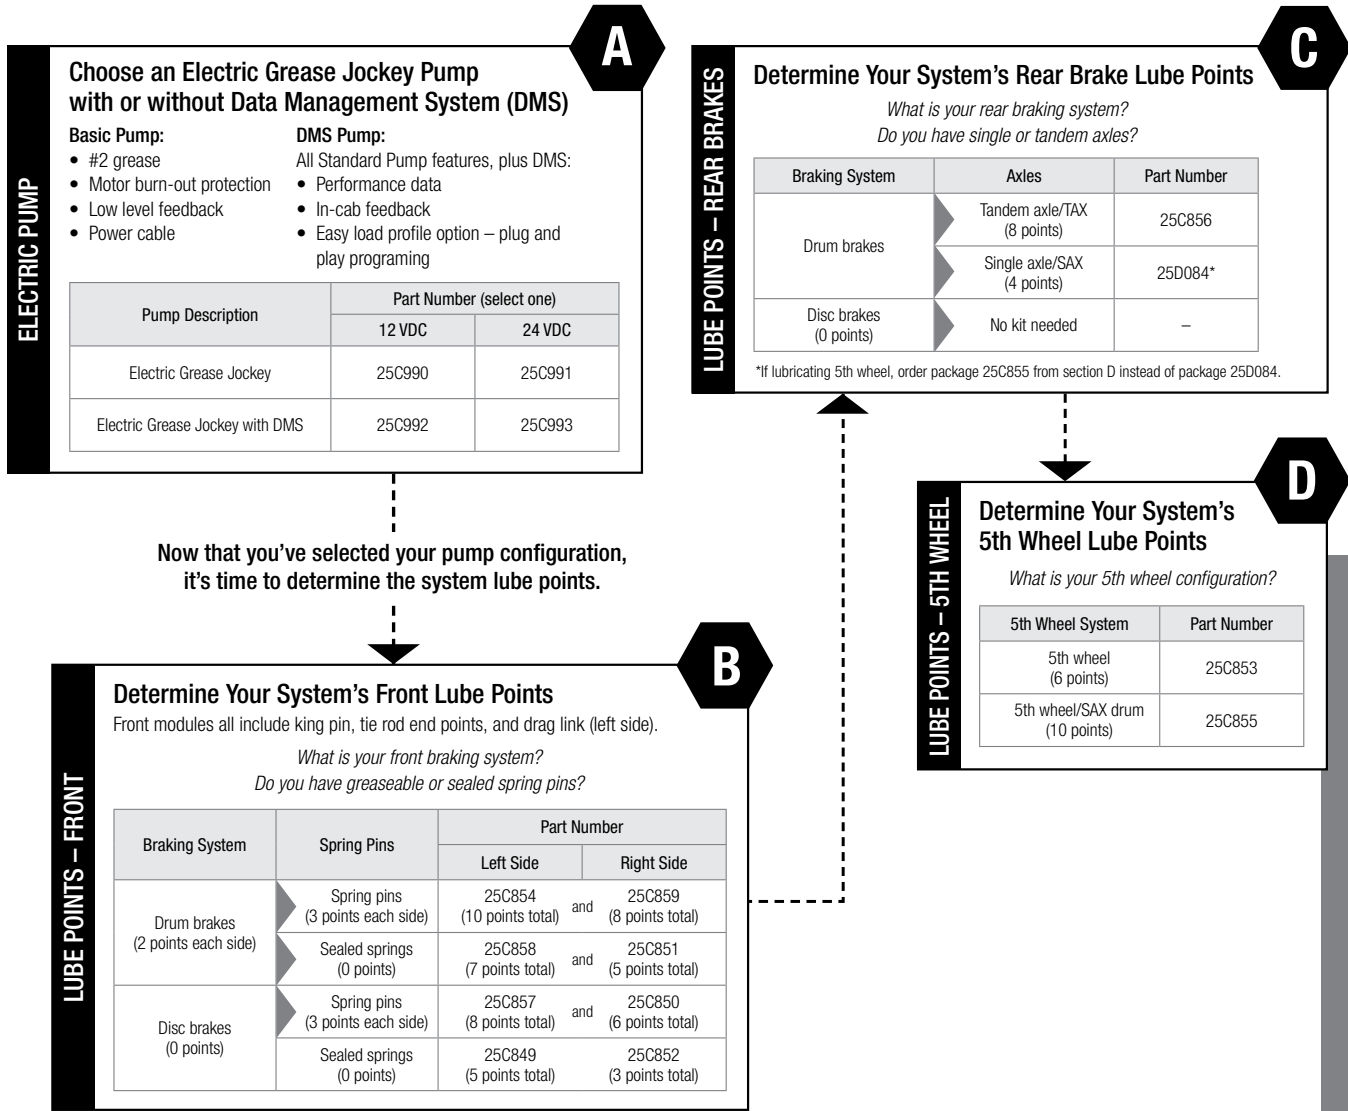 A
ELECTRIC PUMP
Choose an Electric Grease Jockey Pump
with or without Data Management System (DMS)
Basic Pump:
• #2 grease
• Motor burn-out protection
• Low level feedback
• Power cable
DMS Pump:
All Standard Pump features, plus DMS:
• Performance data
• In-cab feedback
• Easy load profile option – plug and
play programing
Pump Description
Part Number (select one)
12 VDC 24 VDC
Electric Grease Jockey 25C990 25C991
Electric Grease Jockey with DMS 25C992 25C993
Now that you've selected your pump configuration,
it's time to determine the system lube points.
B
LUBE POINTS – FRONT
Determine Your System's Front Lube Points
Front modules all include king pin, tie rod end points, and drag link (left side).
What is your front braking system?
Do you have greaseable or sealed spring pins?
Braking System Spring Pins Part Number
Left Side Right Side
Drum brakes
(2 points each side)
Spring pins
(3 points each side)
25C854
(10 points total)
and
25C859
(8 points total)
Sealed springs
(0 points)
25C858
(7 points total)
and
25C851
(5 points total)
Disc brakes
(0 points)
Spring pins
(3 points each side)
25C857
(8 points total)
and
25C850
(6 points total)
Sealed springs
(0 points)
25C849
(5 points total)
25C852
(3 points total)
C
LUBE POINTS – REAR BRAKES
Determine Your System's Rear Brake Lube Points
What is your rear braking system?
Do you have single or tandem axles?
Braking System Axles Part Number
Drum brakes
Tandem axle/TAX
(8 points)
25C856
Single axle/SAX
(4 points)
25D084*
Disc brakes
(0 points)
No kit needed
–
*If lubricating 5th wheel, order package 25C855 from section D instead of package 25D084.
D
LUBE POINTS – 5TH WHEEL
Determine Your System's
5th Wheel Lube Points
What is your 5th wheel configuration?
5th Wheel System Part Number
5th wheel
(6 points)
25C853
5th wheel/SAX drum
(10 points)
25C855